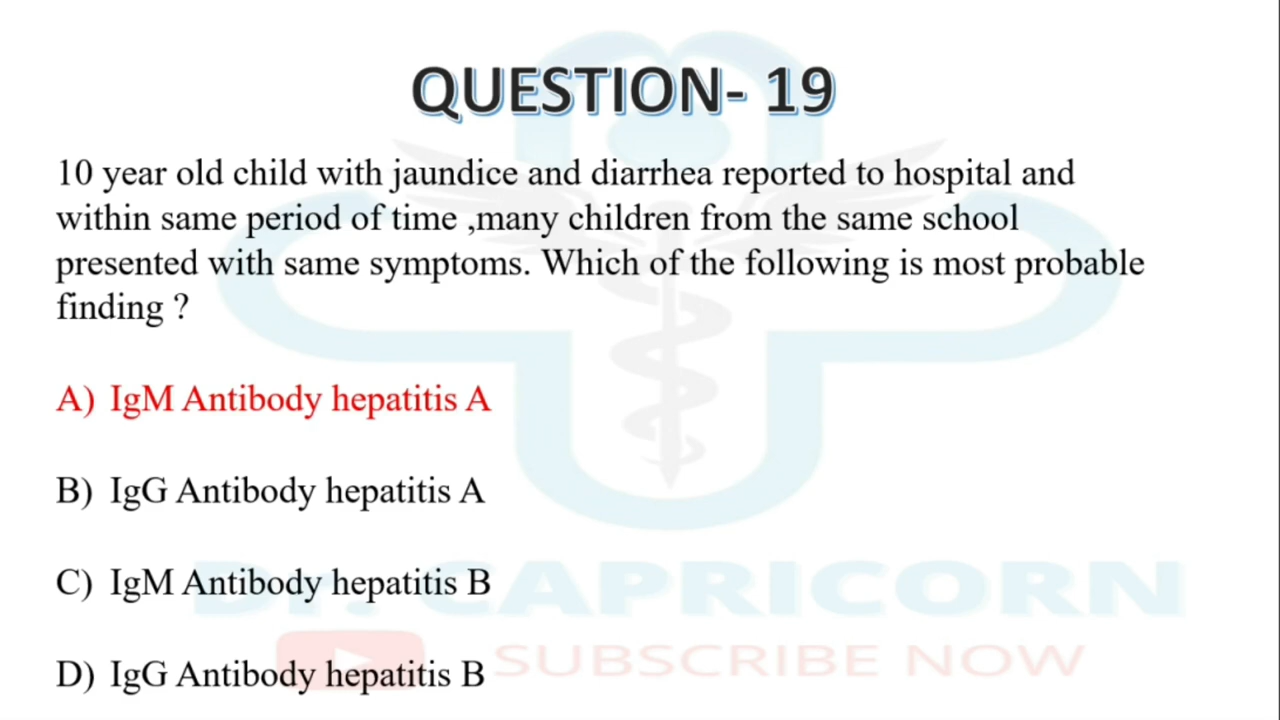 QUESTION- 19
10 year old child with jaundice and diarrhea reported to hospital and
within same period of time ,many children from the same school
presented with same symptoms. Which of the following is most probable
finding ?
A) IgM Antibody hepatitis A
B) IgG Antibody hepatitis A
C) IgM Antibody hepatitis B
D) IgG Antibody hepatitis B
Dr. CAPRICORN
SUBSCRIBE NOW